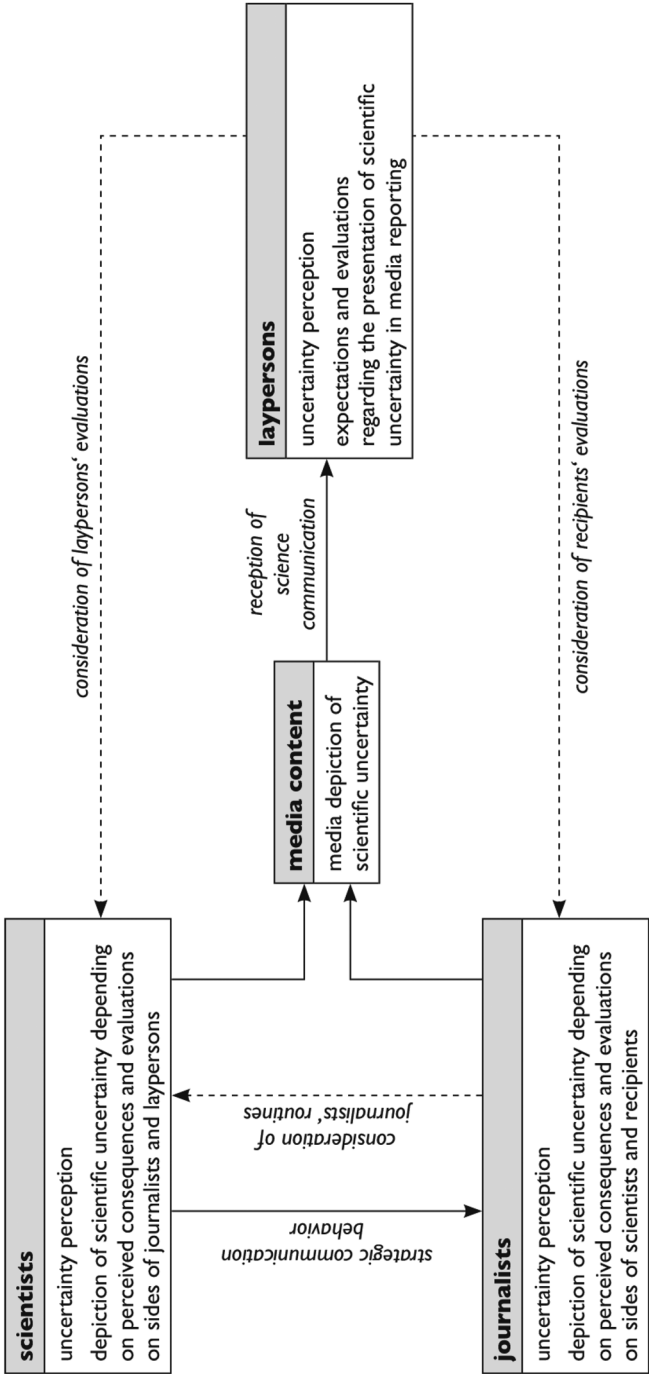 scientists
uncertainty perception
depiction of scientific uncertainty depending
on perceived consequences and evaluations
on sides of journalists and laypersons
consideration of laypersons‘ evaluations
strategic communication
behavior
consideration of
journalists‘ routines
media content
media depiction of
scientific uncertainty
reception of
science
communication
laypersons
uncertainty perception
expectations and evaluations
regarding the presentation of scientific
uncertainty in media reporting
journalists
uncertainty perception
depiction of scientific uncertainty depending
on perceived consequences and evaluations
on sides of scientists and recipients
consideration of recipients‘ evaluations